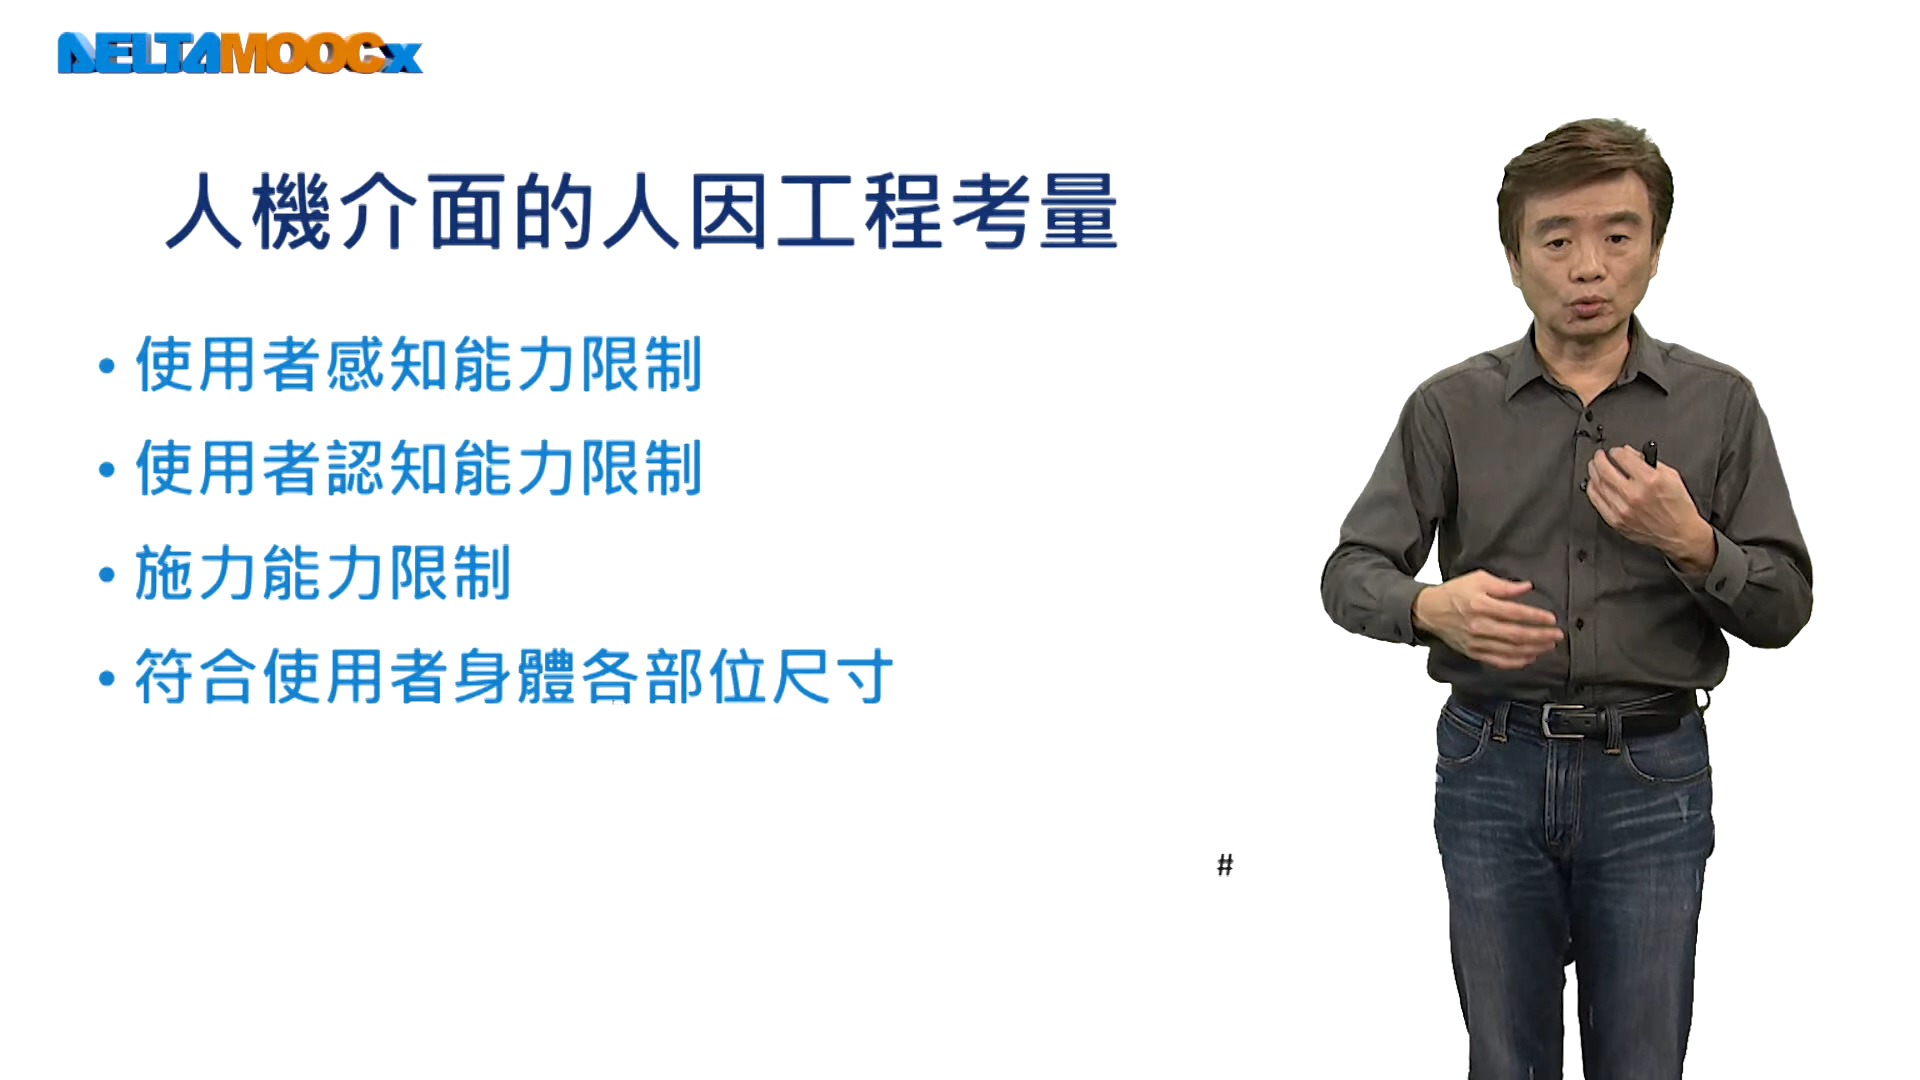 DELTAMOOCx
人機介面的人因工程考量
• 使用者感知能力限制
• 使用者認知能力限制
• 施力能力限制
• 符合使用者身體各部位尺寸
#